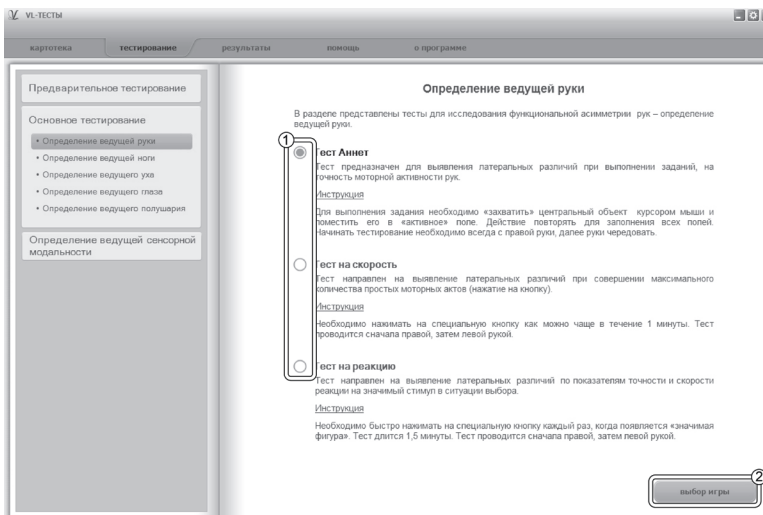 VL-ТЕСТЫ
картотека тестирование результаты помощь о программе
Предварительное тестирование
Основное тестирование
• Определение ведущей руки
• Определение ведущей ноги
• Определение ведущего уха
• Определение ведущего глаза
• Определение ведущего полушария
Определение ведущей сенсорной
модальности
Определение ведущей руки
В разделе представлены тесты для исследования функциональной асимметрии рук – определение
ведущей руки.
1
Тест Аннет
Тест предназначен для выявления латеральных различий при выполнении заданий, на
точность моторной активности рук.
Инструкция
Для выполнения задания необходимо «захватить» центральный объект курсором мыши и
поместить его в «активное» поле. Действие повторять для заполнения всех полей.
Начинать тестирование необходимо всегда с правой руки, далее руки чередовать.
Тест на скорость
Тест направлен на выявление латеральных различий при совершении максимального
количества простых моторных актов (нажатие на кнопку).
Инструкция
Необходимо нажимать на специальную кнопку как можно чаще в течение 1 минуты. Тест
проводится сначала правой, затем левой рукой.
Тест на реакцию
Тест направлен на выявление латеральных различий по показателям точности и скорости
реакции на значимый стимул в ситуации выбора.
Инструкция
Необходимо быстро нажимать на специальную кнопку каждый раз, когда появляется «значимая
фигура». Тест длится 1,5 минуты. Тест проводится сначала правой, затем левой рукой.
2
выбор игры